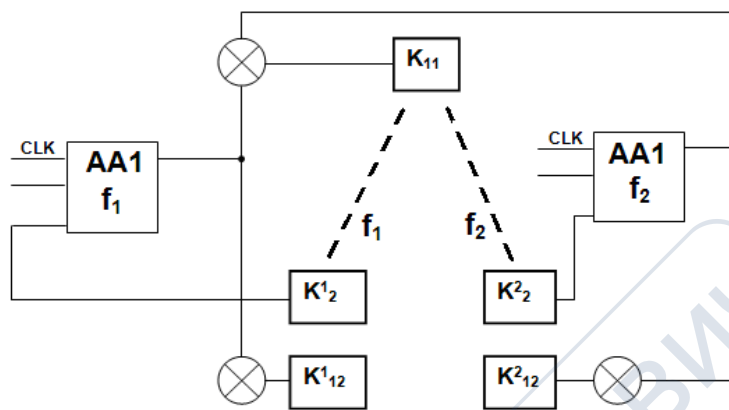 K₁₁
CLK
AA1
f₁
CLK
AA1
f₂
f₁
f₂
K¹₂
K²₂
K¹₁₂
K²₁₂